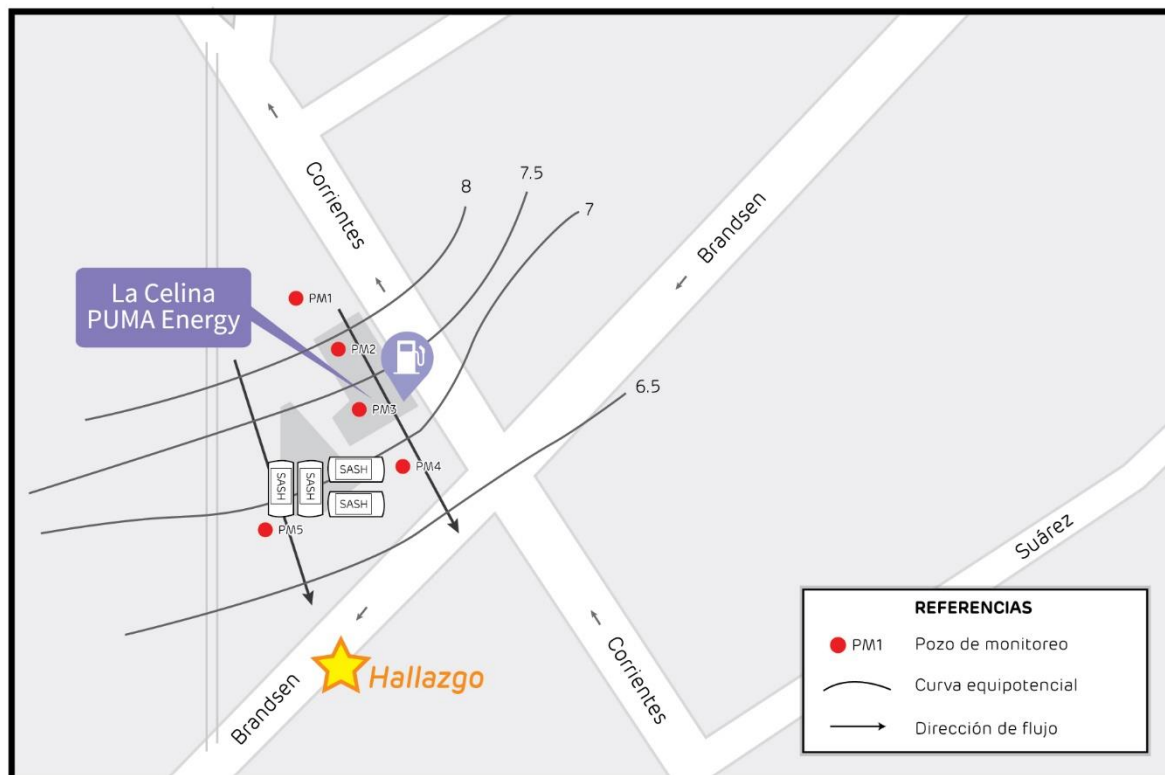 8
7.5
7
Corrientes
Brandsen
La Celina
PUMA Energy
PM1
PM2
PM3
6.5
PM4
SASH
SASH
SASH
SASH
PM5
Suárez
Hallazgo
Brandsen
Corrientes
REFERENCIAS
PM1 Pozo de monitoreo
Curva equipotencial
Dirección de flujo